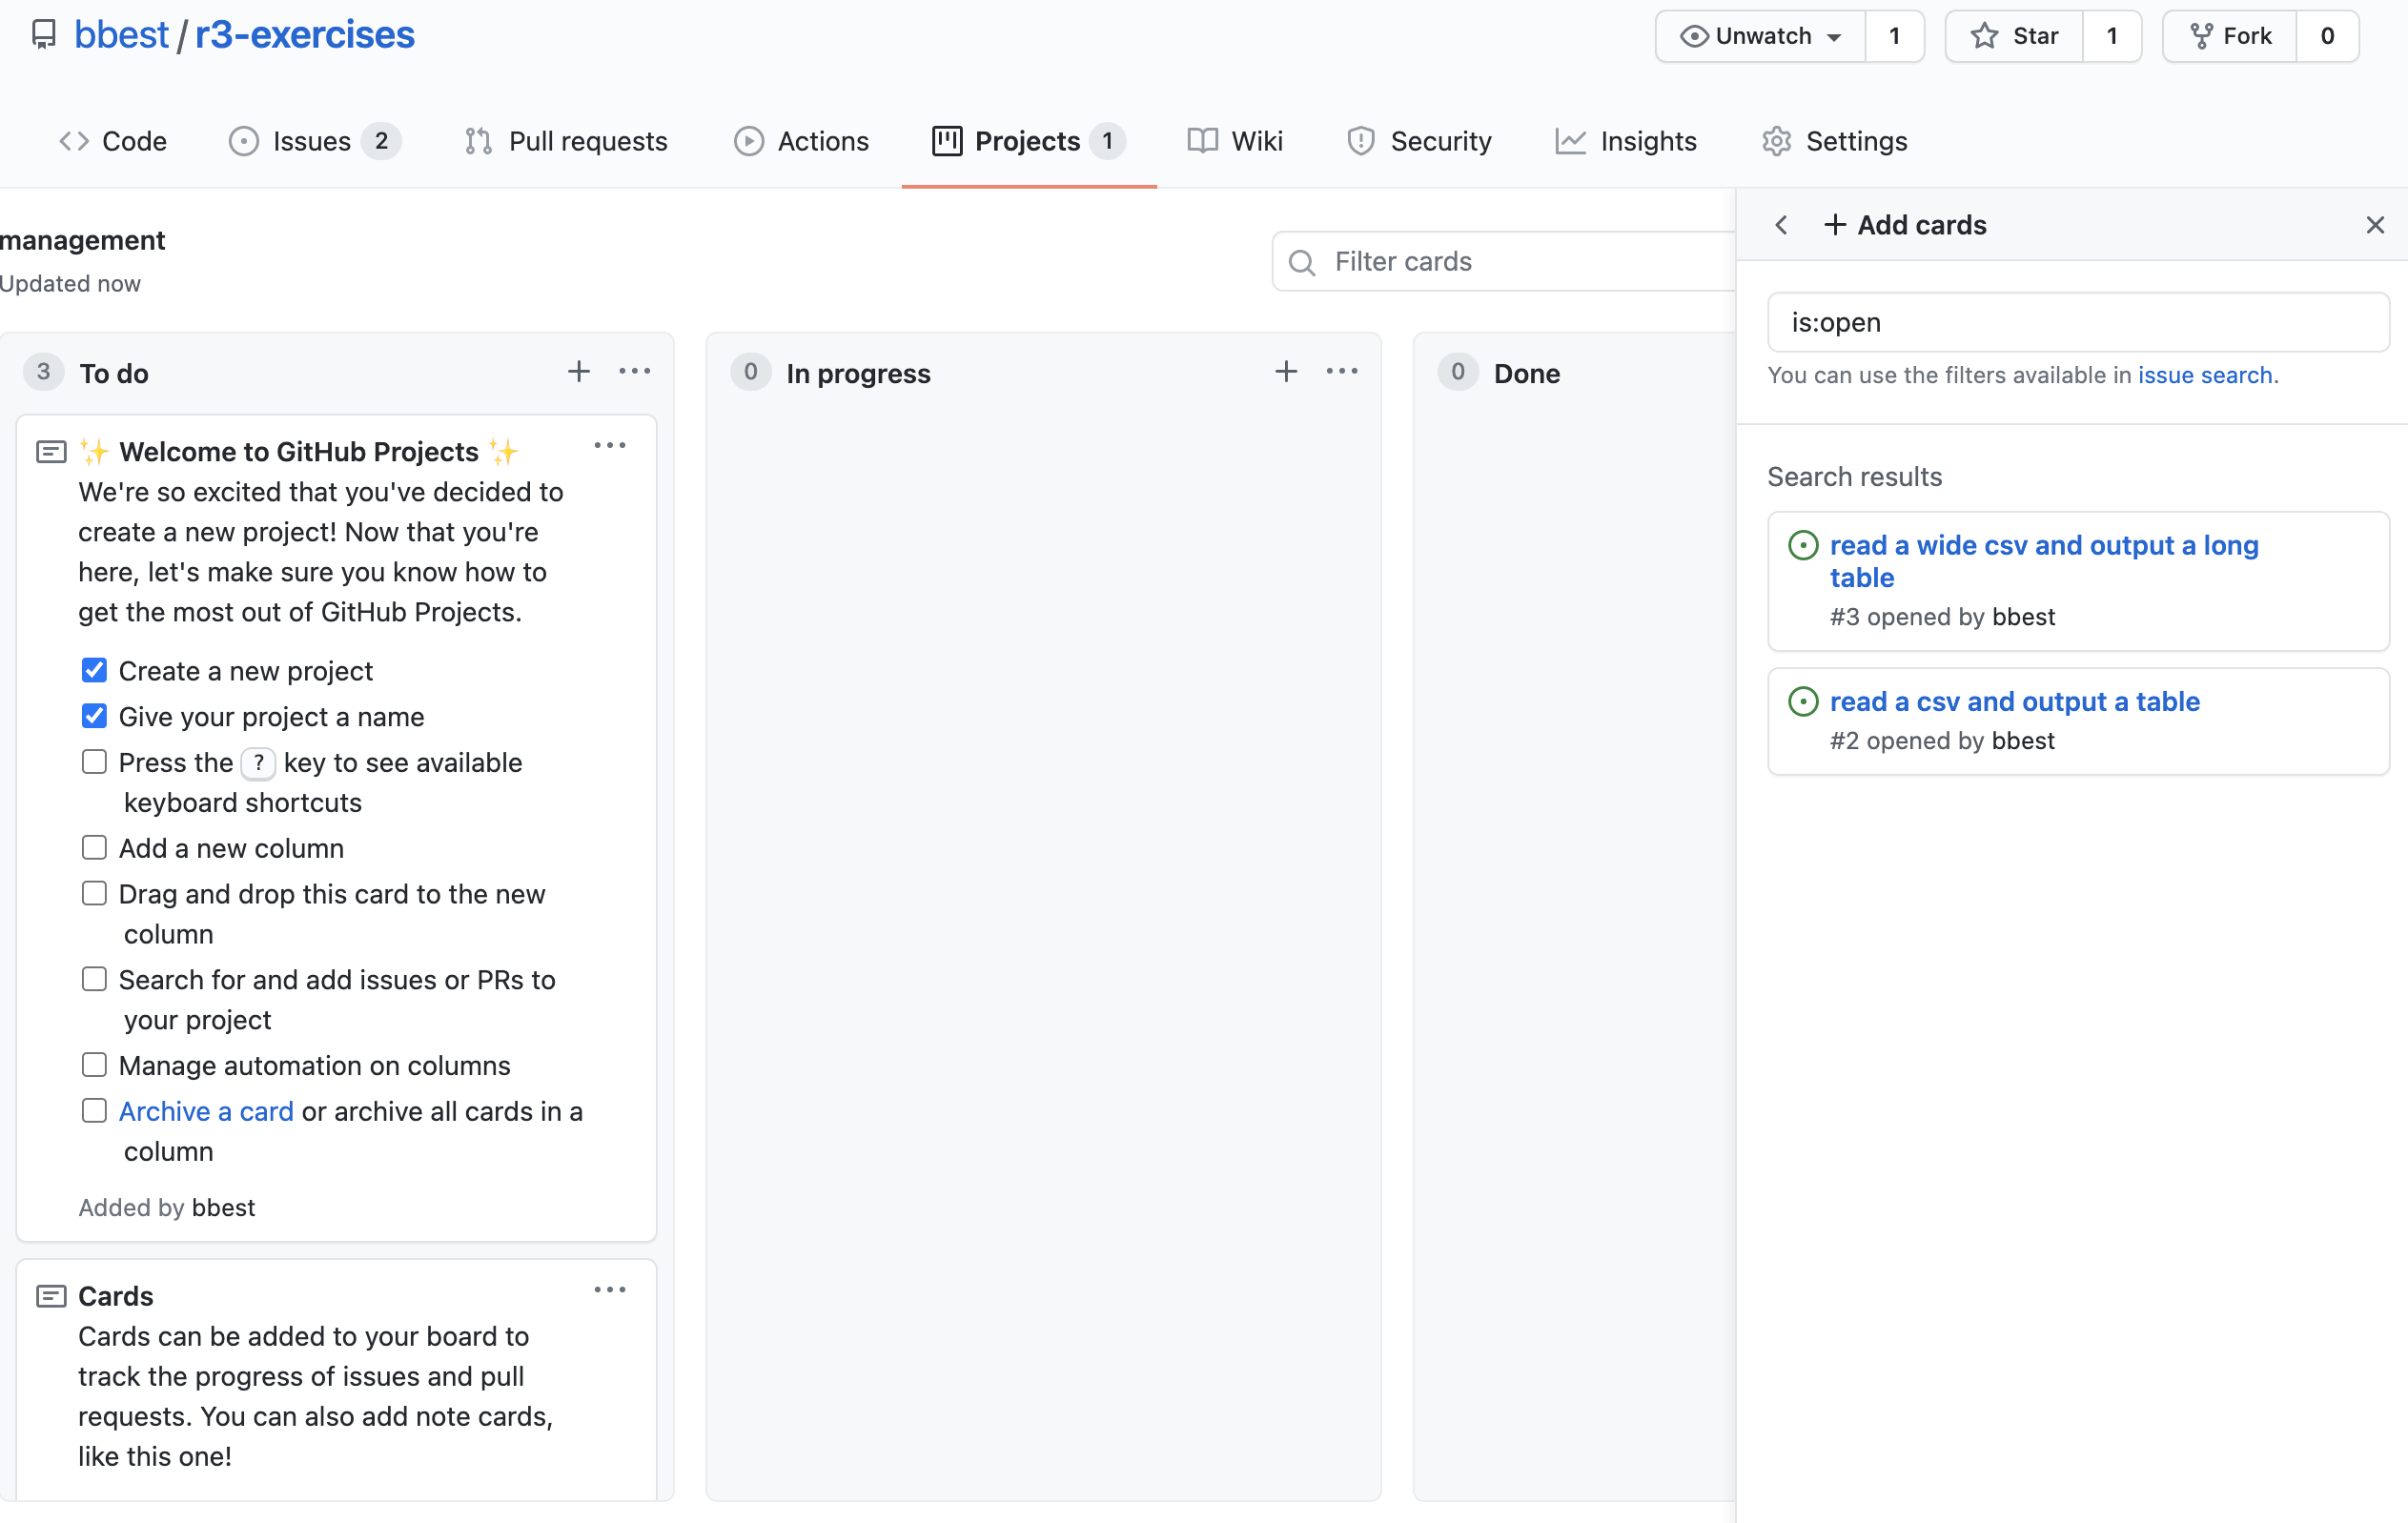 bbest / r3-exercises
Unwatch 1
Star 1
Fork 0
Code
Issues 2
Pull requests
Actions
Projects 1
Wiki
Security
Insights
Settings
management
Updated now
Filter cards
3 To do
✨ Welcome to GitHub Projects ✨
We're so excited that you've decided to
create a new project! Now that you're
here, let's make sure you know how to
get the most out of GitHub Projects.
Create a new project
Give your project a name
Press the ? key to see available
keyboard shortcuts
Add a new column
Drag and drop this card to the new
column
Search for and add issues or PRs to
your project
Manage automation on columns
Archive a card or archive all cards in a
column
Added by bbest
Cards
Cards can be added to your board to
track the progress of issues and pull
requests. You can also add note cards,
like this one!
0 In progress
0 Done
+ Add cards
is:open
You can use the filters available in issue search.
Search results
read a wide csv and output a long
table
#3 opened by bbest
read a csv and output a table
#2 opened by bbest